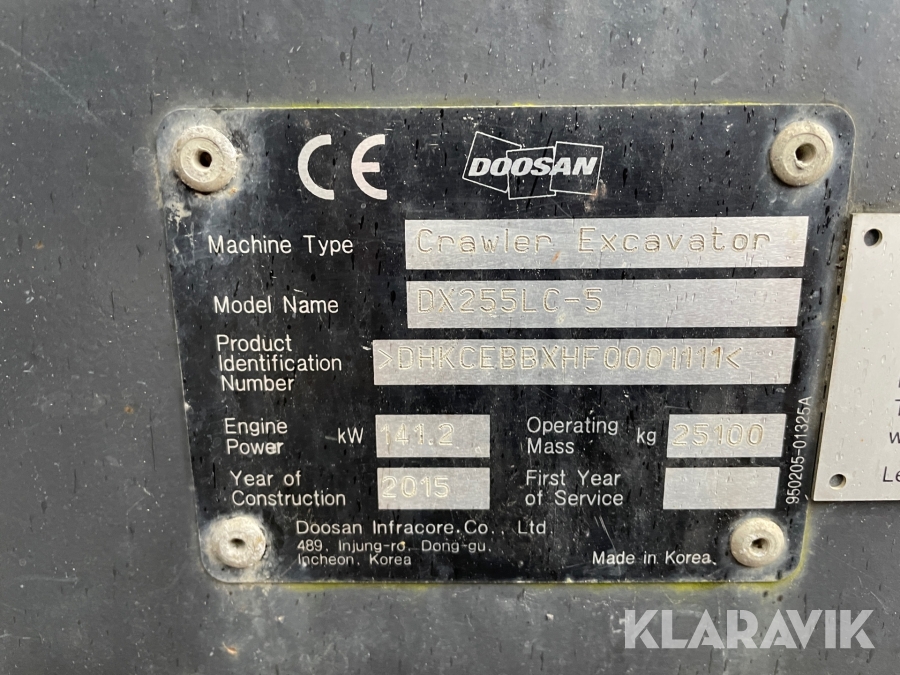 CE DOOSAN
Machine Type Crawler Excavator
Model Name DX255LC-5
Product
Identification
Number >DHKCEBBXHF0001111<
Engine
Power kW 141.2
Operating
Mass kg 25100
Year of
Construction 2015
First Year
of Service
Doosan Infracore. Co., Ltd
489, Injung-ro, Dong-gu,
Incheon, Korea
Made in Korea
950205-01325A
Le
KLARAVIK